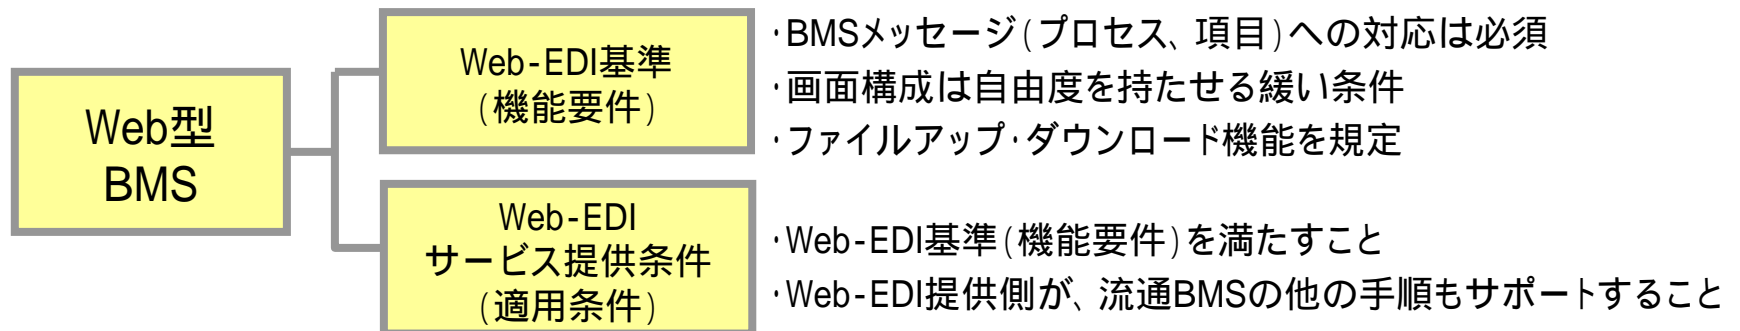 Web型
BMS
Web-EDI基準
(機能要件)
・BMSメッセージ(プロセス、項目)への対応は必須
・画面構成は自由度を持たせる緩い条件
・ファイルアップ・ダウンロード機能を規定
Web-EDI
サービス提供条件
(適用条件)
・Web-EDI基準(機能要件)を満たすこと
・Web-EDI提供側が、流通BMSの他の手順もサポートすること